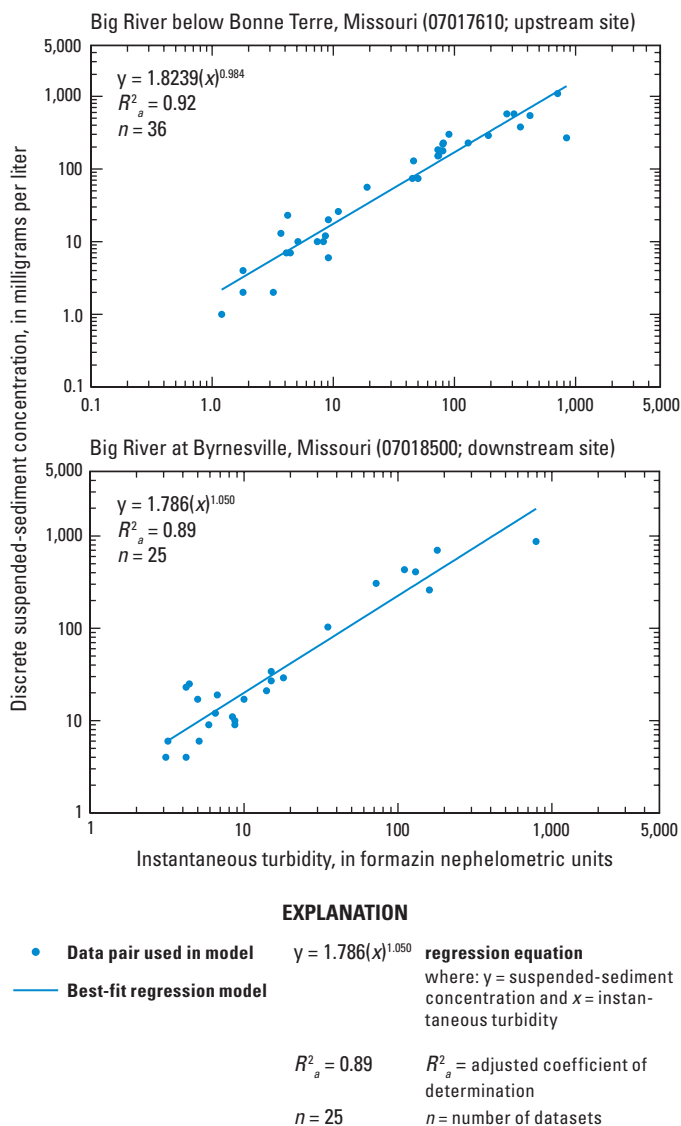 Big River below Bonne Terre, Missouri (07017610; upstream site)
5,000
1,000
100
10
1.0
0.1
y = 1.8239(x)^0.984
R²ₐ = 0.92
n = 36
0.1 1.0 10 100 1,000 5,000
Discrete suspended-sediment concentration, in milligrams per liter
Big River at Byrnesville, Missouri (07018500; downstream site)
5,000
1,000
100
10
1
y = 1.786(x)^1.050
R²ₐ = 0.89
n = 25
1 10 100 1,000 5,000
Instantaneous turbidity, in formazin nephelometric units
EXPLANATION
Data pair used in model
Best-fit regression model
y = 1.786(x)^1.050 regression equation
where: y = suspended-sediment
concentration and x = instan-
taneous turbidity
R²ₐ = 0.89 R²ₐ = adjusted coefficient of
determination
n = 25 n = number of datasets